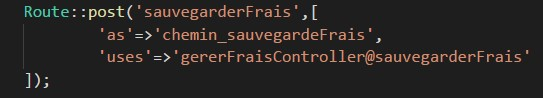 Route::post('sauvegarderFrais',[
'as'=>'chemin_sauvegardeFrais',
'uses'=>'gererFraisController@sauvegarderFrais'
]);